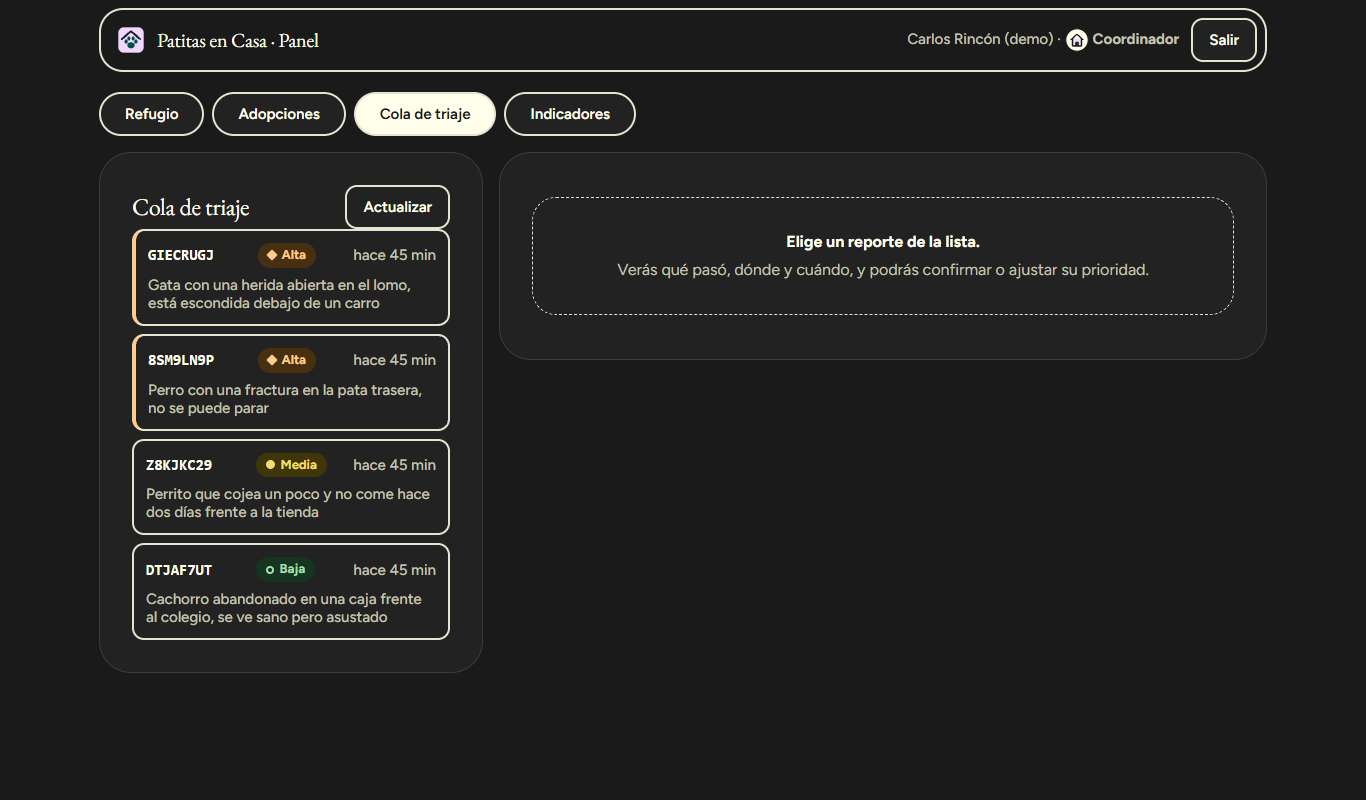 Patitas en Casa · Panel
Carlos Rincón (demo) · Coordinador
Salir
Refugio
Adopciones
Cola de triaje
Indicadores
Cola de triaje
Actualizar
GIECRUGJ Alta hace 45 min
Gata con una herida abierta en el lomo,
está escondida debajo de un carro
8SM9LN9P Alta hace 45 min
Perro con una fractura en la pata trasera,
no se puede parar
Z8KJKC29 Media hace 45 min
Perrito que cojea un poco y no come hace
dos días frente a la tienda
DTJAF7UT Baja hace 45 min
Cachorro abandonado en una caja frente
al colegio, se ve sano pero asustado
Elige un reporte de la lista.
Verás qué pasó, dónde y cuándo, y podrás confirmar o ajustar su prioridad.